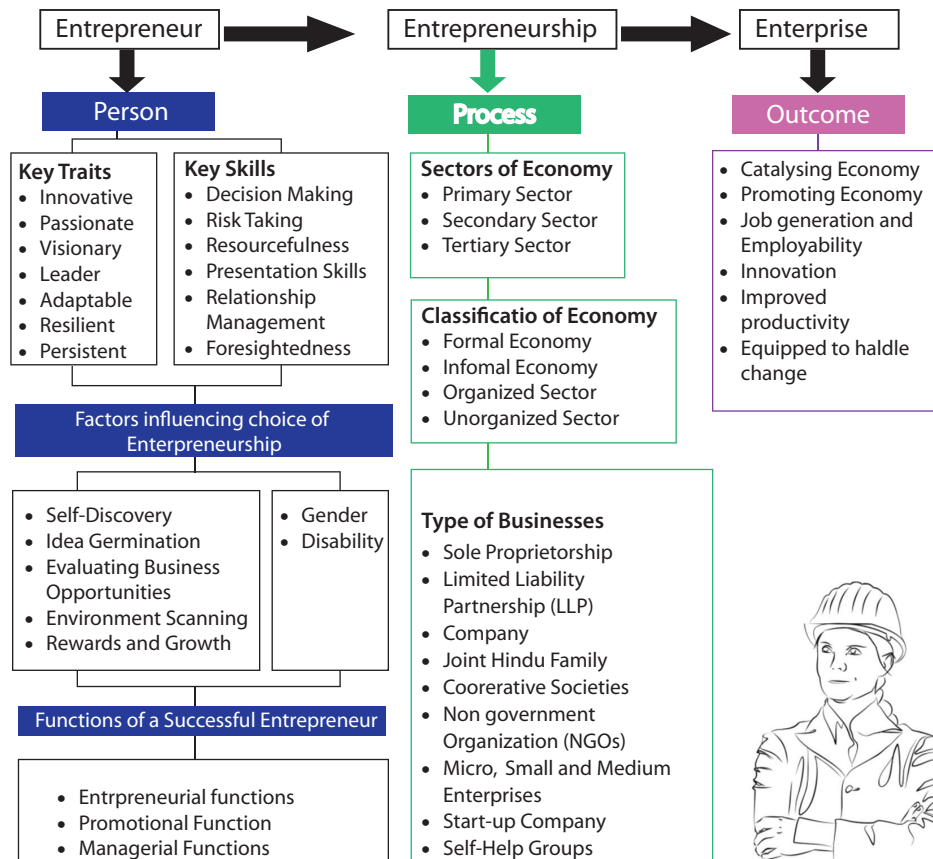 Entrepreneur
Entrepreneurship
Enterprise
Person
Process
Outcome
Key Traits
• Innovative
• Passionate
• Visionary
• Leader
• Adaptable
• Resilient
• Persistent
Key Skills
• Decision Making
• Risk Taking
• Resourcefulness
• Presentation Skills
• Relationship
Management
• Foresightedness
Factors influencing choice of
Enterpreneurship
• Self-Discovery
• Idea Germination
• Evaluating Business
Opportunities
• Environment Scanning
• Rewards and Growth
• Gender
• Disability
Functions of a Successful Entrepreneur
• Entrpreneurial functions
• Promotional Function
• Managerial Functions
Sectors of Economy
• Primary Sector
• Secondary Sector
• Tertiary Sector
Classificatio of Economy
• Formal Economy
• Infomal Economy
• Organized Sector
• Unorganized Sector
Type of Businesses
• Sole Proprietorship
• Limited Liability
Partnership (LLP)
• Company
• Joint Hindu Family
• Coorerative Societies
• Non government
Organization (NGOs)
• Micro, Small and Medium
Enterprises
• Start-up Company
• Self-Help Groups
• Catalysing Economy
• Promoting Economy
• Job generation and
Employability
• Innovation
• Improved
productivity
• Equipped to haldle
change